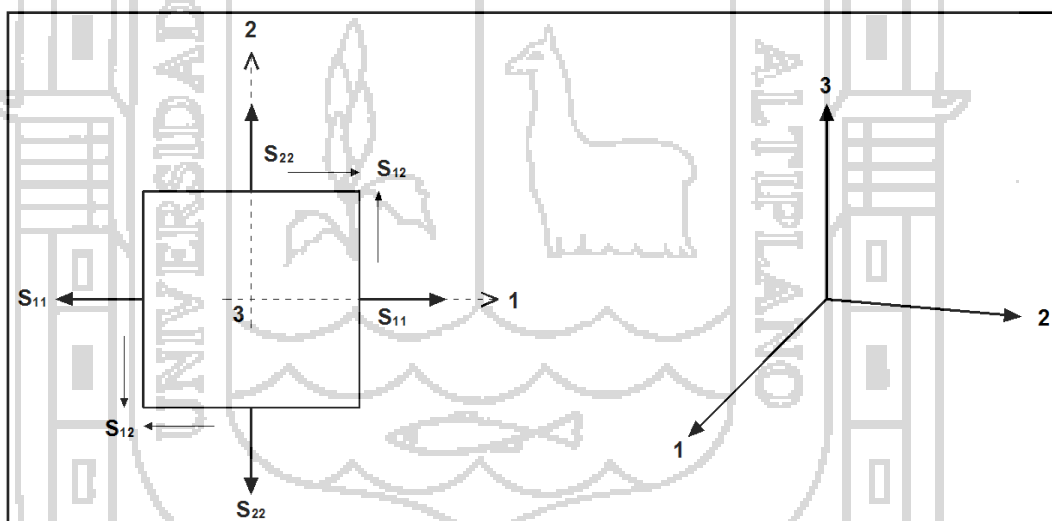 UNIVERSIDAD
ALTIPLANO
2
S22
S12
S11
3
S11
1
S12
S22
3
2
1